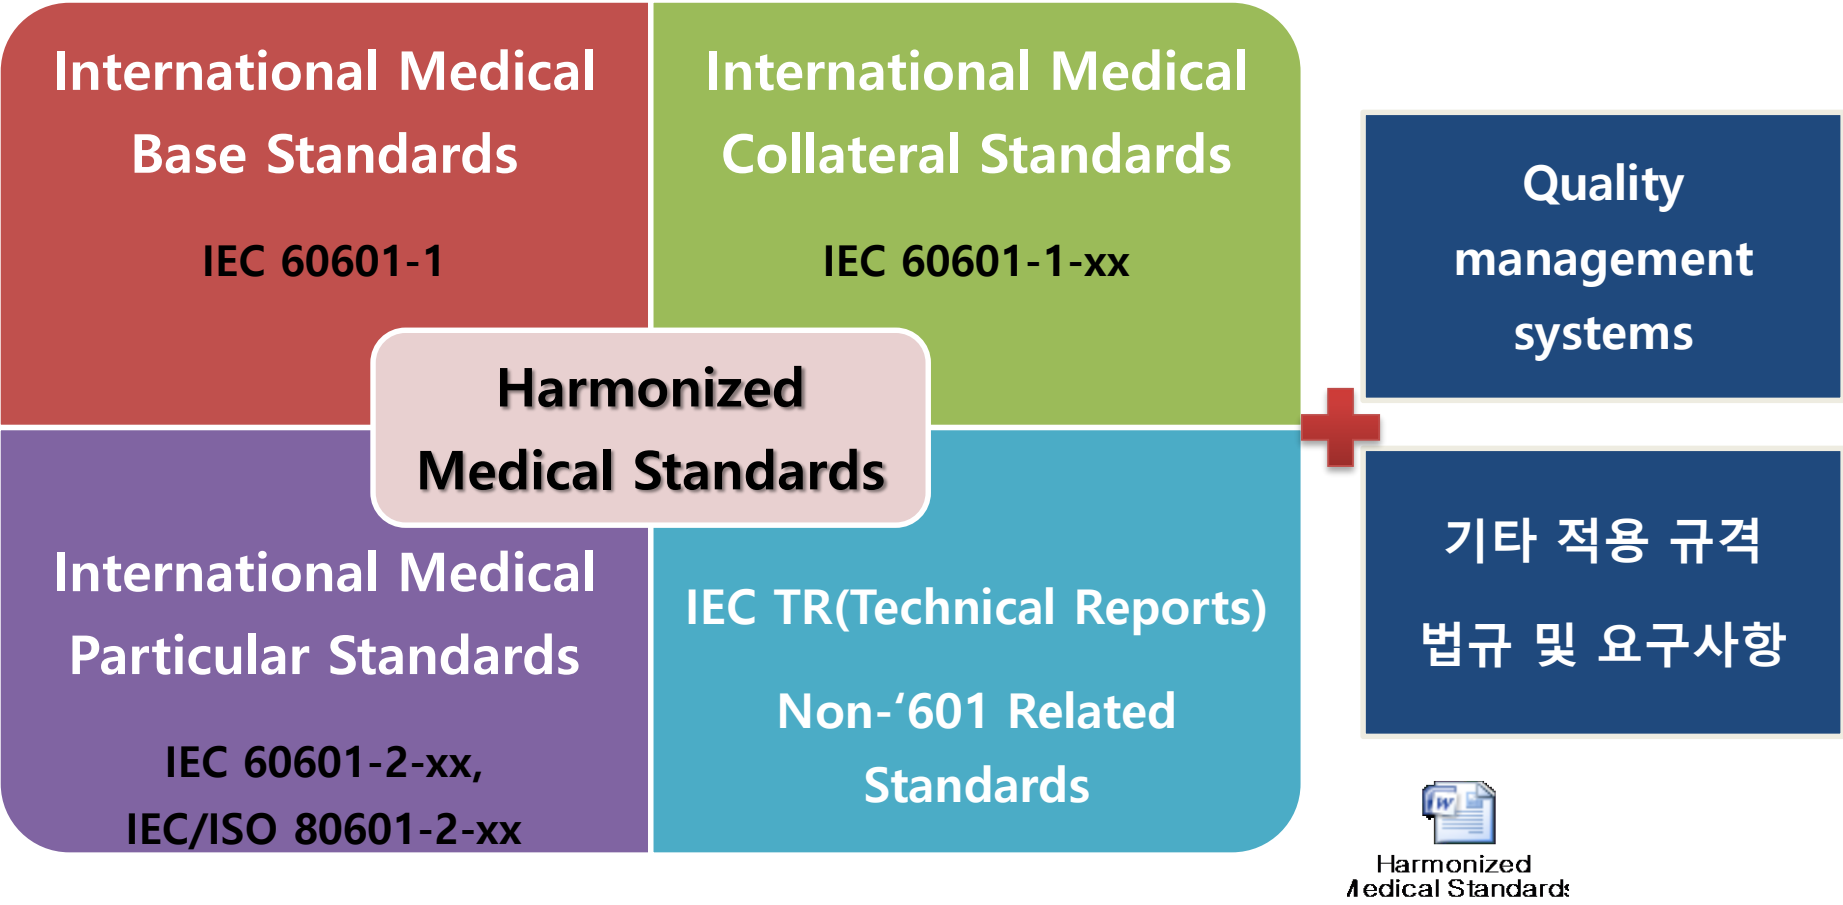 International Medical
Base Standards
IEC 60601-1
International Medical
Collateral Standards
IEC 60601-1-xx
Harmonized
Medical Standards
International Medical
Particular Standards
IEC 60601-2-xx,
IEC/ISO 80601-2-xx
IEC TR(Technical Reports)
Non-‘601 Related
Standards
Quality
management
systems
기타 적용 규격
법규 및 요구사항
Harmonized
Medical Standards